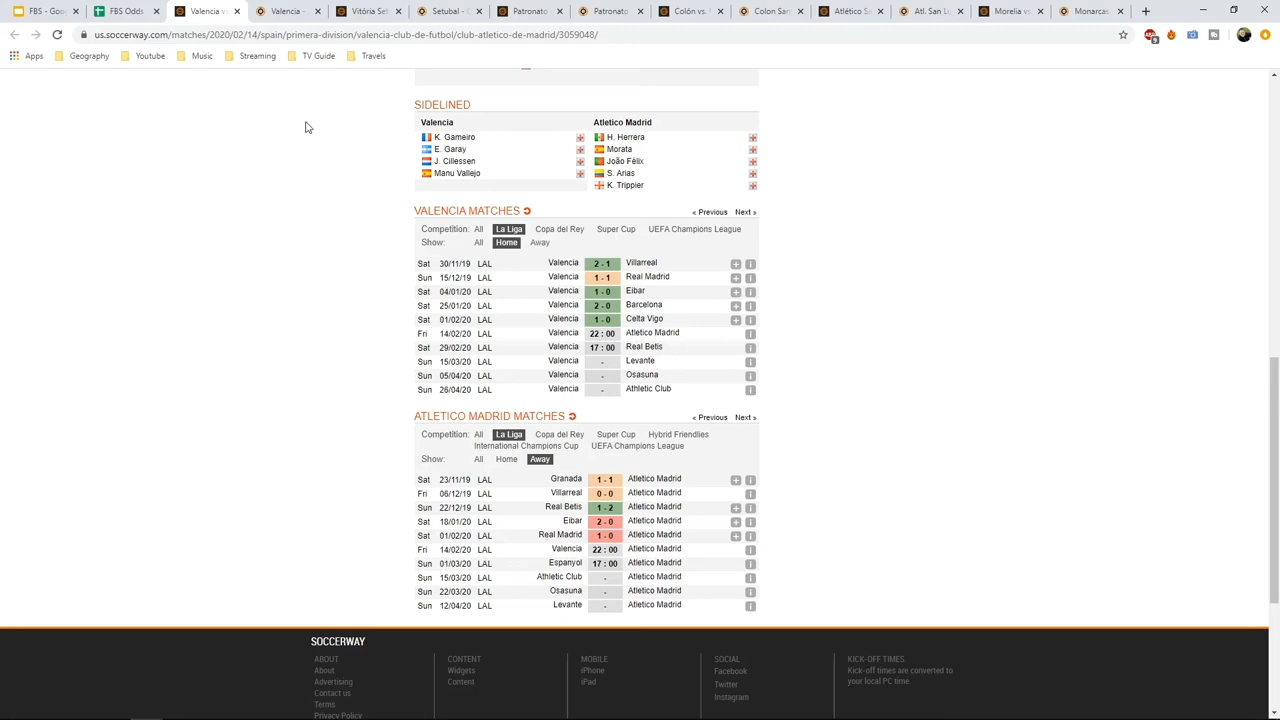 FBS - Goog
FBS Odds
Valencia v
Valencia -
Vitória Set
Setubal - G
Patronato
Patronato
Colón vs.
Colon San
Atlético Sa
Atl. San Lu
Morelia v
Monarcas
us.soccerway.com/matches/2020/02/14/spain/primera-division/valencia-club-de-futbol/club-atletico-de-madrid/3059048/
Apps Geography Youtube Music Streaming TV Guide Travels
SIDELINED
Valencia Atletico Madrid
K. Gameiro H. Herrera
E. Garay Morata
J. Cillessen João Félix
Manu Vallejo S. Arias
K. Trippier
VALENCIA MATCHES « Previous Next »
Competition: All La Liga Copa del Rey Super Cup UEFA Champions League
Show: All Home Away
Sat 30/11/19 LAL Valencia 2 - 1 Villarreal
Sun 15/12/19 LAL Valencia 1 - 1 Real Madrid
Sat 04/01/20 LAL Valencia 1 - 0 Eibar
Sat 25/01/20 LAL Valencia 2 - 0 Barcelona
Sat 01/02/20 LAL Valencia 1 - 0 Celta Vigo
Fri 14/02/20 LAL Valencia 22 : 00 Atletico Madrid
Sat 29/02/20 LAL Valencia 17 : 00 Real Betis
Sun 15/03/20 LAL Valencia - Levante
Sun 05/04/20 LAL Valencia - Osasuna
Sun 26/04/20 LAL Valencia - Athletic Club
ATLETICO MADRID MATCHES « Previous Next »
Competition: All La Liga Copa del Rey Super Cup Hybrid Friendlies
International Champions Cup UEFA Champions League
Show: All Home Away
Sat 23/11/19 LAL Granada 1 - 1 Atletico Madrid
Fri 06/12/19 LAL Villarreal 0 - 0 Atletico Madrid
Sun 22/12/19 LAL Real Betis 1 - 2 Atletico Madrid
Sat 18/01/20 LAL Eibar 2 - 0 Atletico Madrid
Sat 01/02/20 LAL Real Madrid 1 - 0 Atletico Madrid
Fri 14/02/20 LAL Valencia 22 : 00 Atletico Madrid
Sun 01/03/20 LAL Espanyol 17 : 00 Atletico Madrid
Sun 15/03/20 LAL Athletic Club - Atletico Madrid
Sun 22/03/20 LAL Osasuna - Atletico Madrid
Sun 12/04/20 LAL Levante - Atletico Madrid
SOCCERWAY
ABOUT CONTENT MOBILE SOCIAL KICK-OFF TIMES.
About Widgets iPhone Facebook Kick-off times are converted to
Advertising Content iPad Twitter your local PC time.
Contact us Instagram
Terms
Privacy Policy